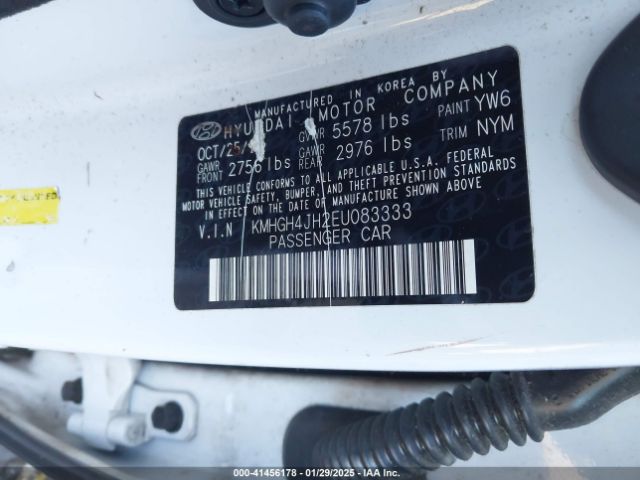 MANUFACTURED IN KOREA BY
HYUNDAI MOTOR COMPANY
OCT/25/ GVWR 5578 lbs PAINT YW6
GAWR FRONT 2756 lbs GAWR REAR 2976 lbs TRIM NYM
THIS VEHICLE CONFORMS TO ALL APPLICABLE U.S.A. FEDERAL
MOTOR VEHICLE SAFETY, BUMPER, AND THEFT PREVENTION STANDARDS
IN EFFECT ON THE DATE OF MANUFACTURE SHOWN ABOVE.
V.I.N KMHGH4JH2EU083333
PASSENGER CAR
000-41456178 - 01/29/2025 - IAA Inc.